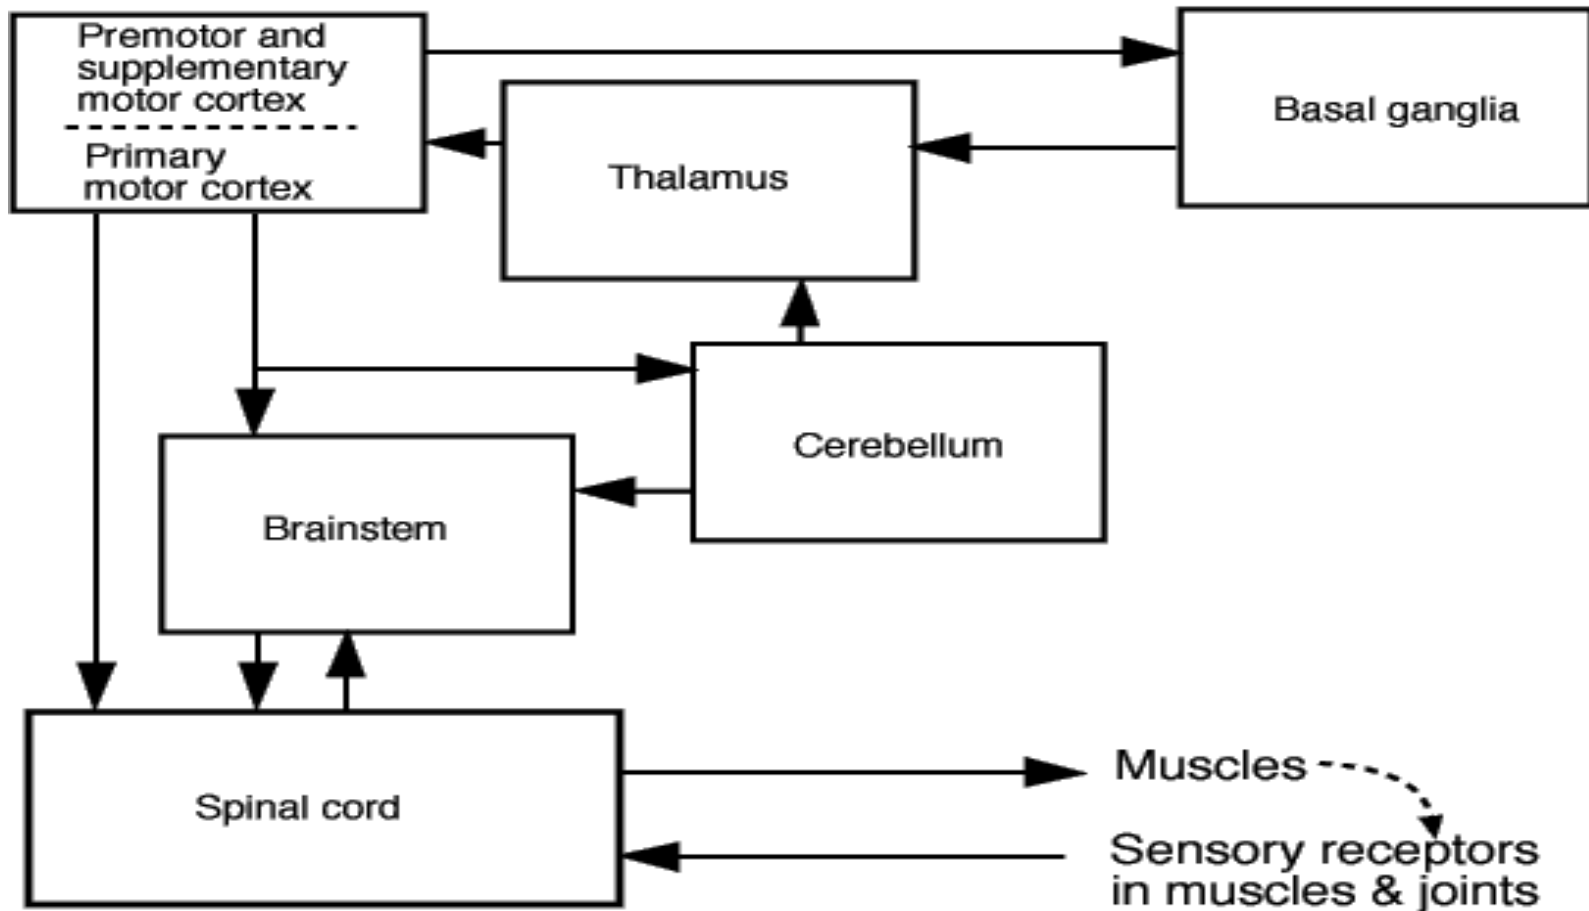 Premotor and
supplementary
motor cortex
Primary
motor cortex
Basal ganglia
Thalamus
Cerebellum
Brainstem
Spinal cord
Muscles
Sensory receptors
in muscles & joints